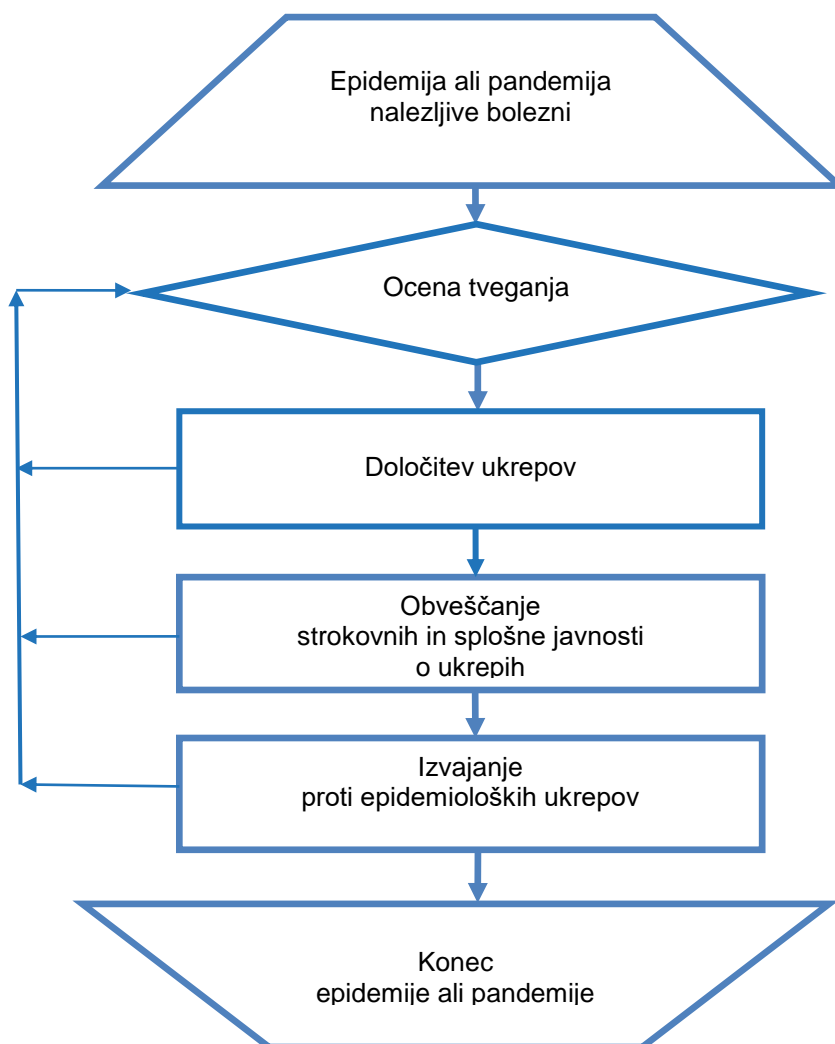 Epidemija ali pandemija
nalezljive bolezni
Ocena tveganja
Določitev ukrepov
Obveščanje
strokovnih in splošne javnosti
o ukrepih
Izvajanje
proti epidemioloških ukrepov
Konec
epidemije ali pandemije